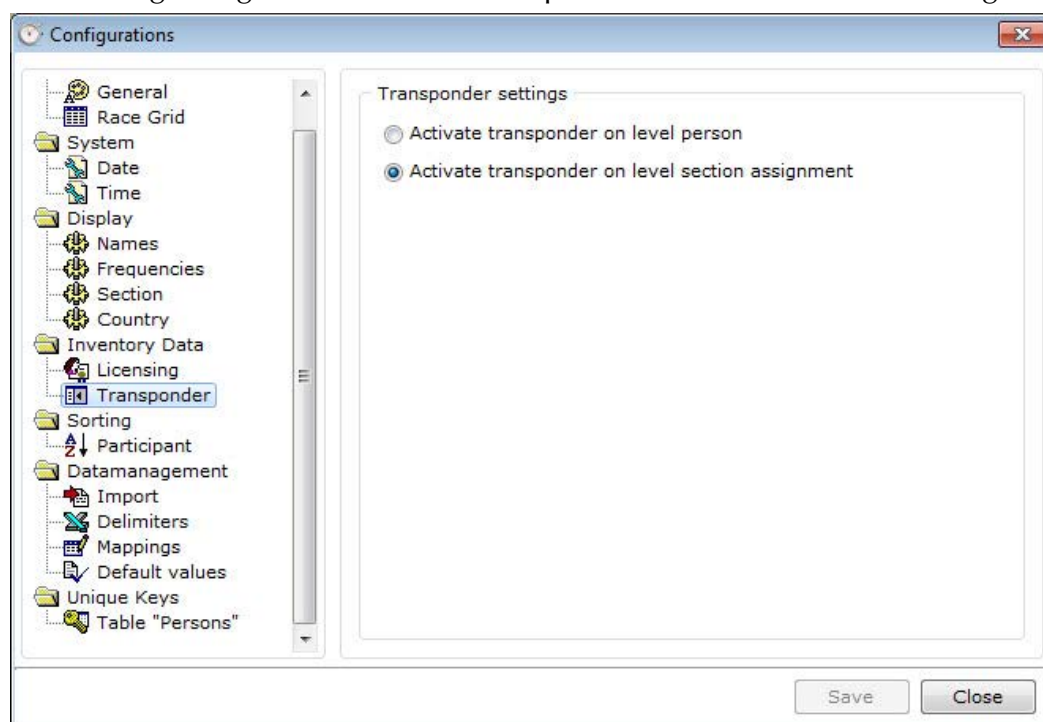 Configurations
General
Race Grid
System
Date
Time
Display
Names
Frequencies
Section
Country
Inventory Data
Licensing
Transponder
Sorting
Participant
Datamanagement
Import
Delimiters
Mappings
Default values
Unique Keys
Table "Persons"
Transponder settings
Activate transponder on level person
Activate transponder on level section assignment
Save
Close